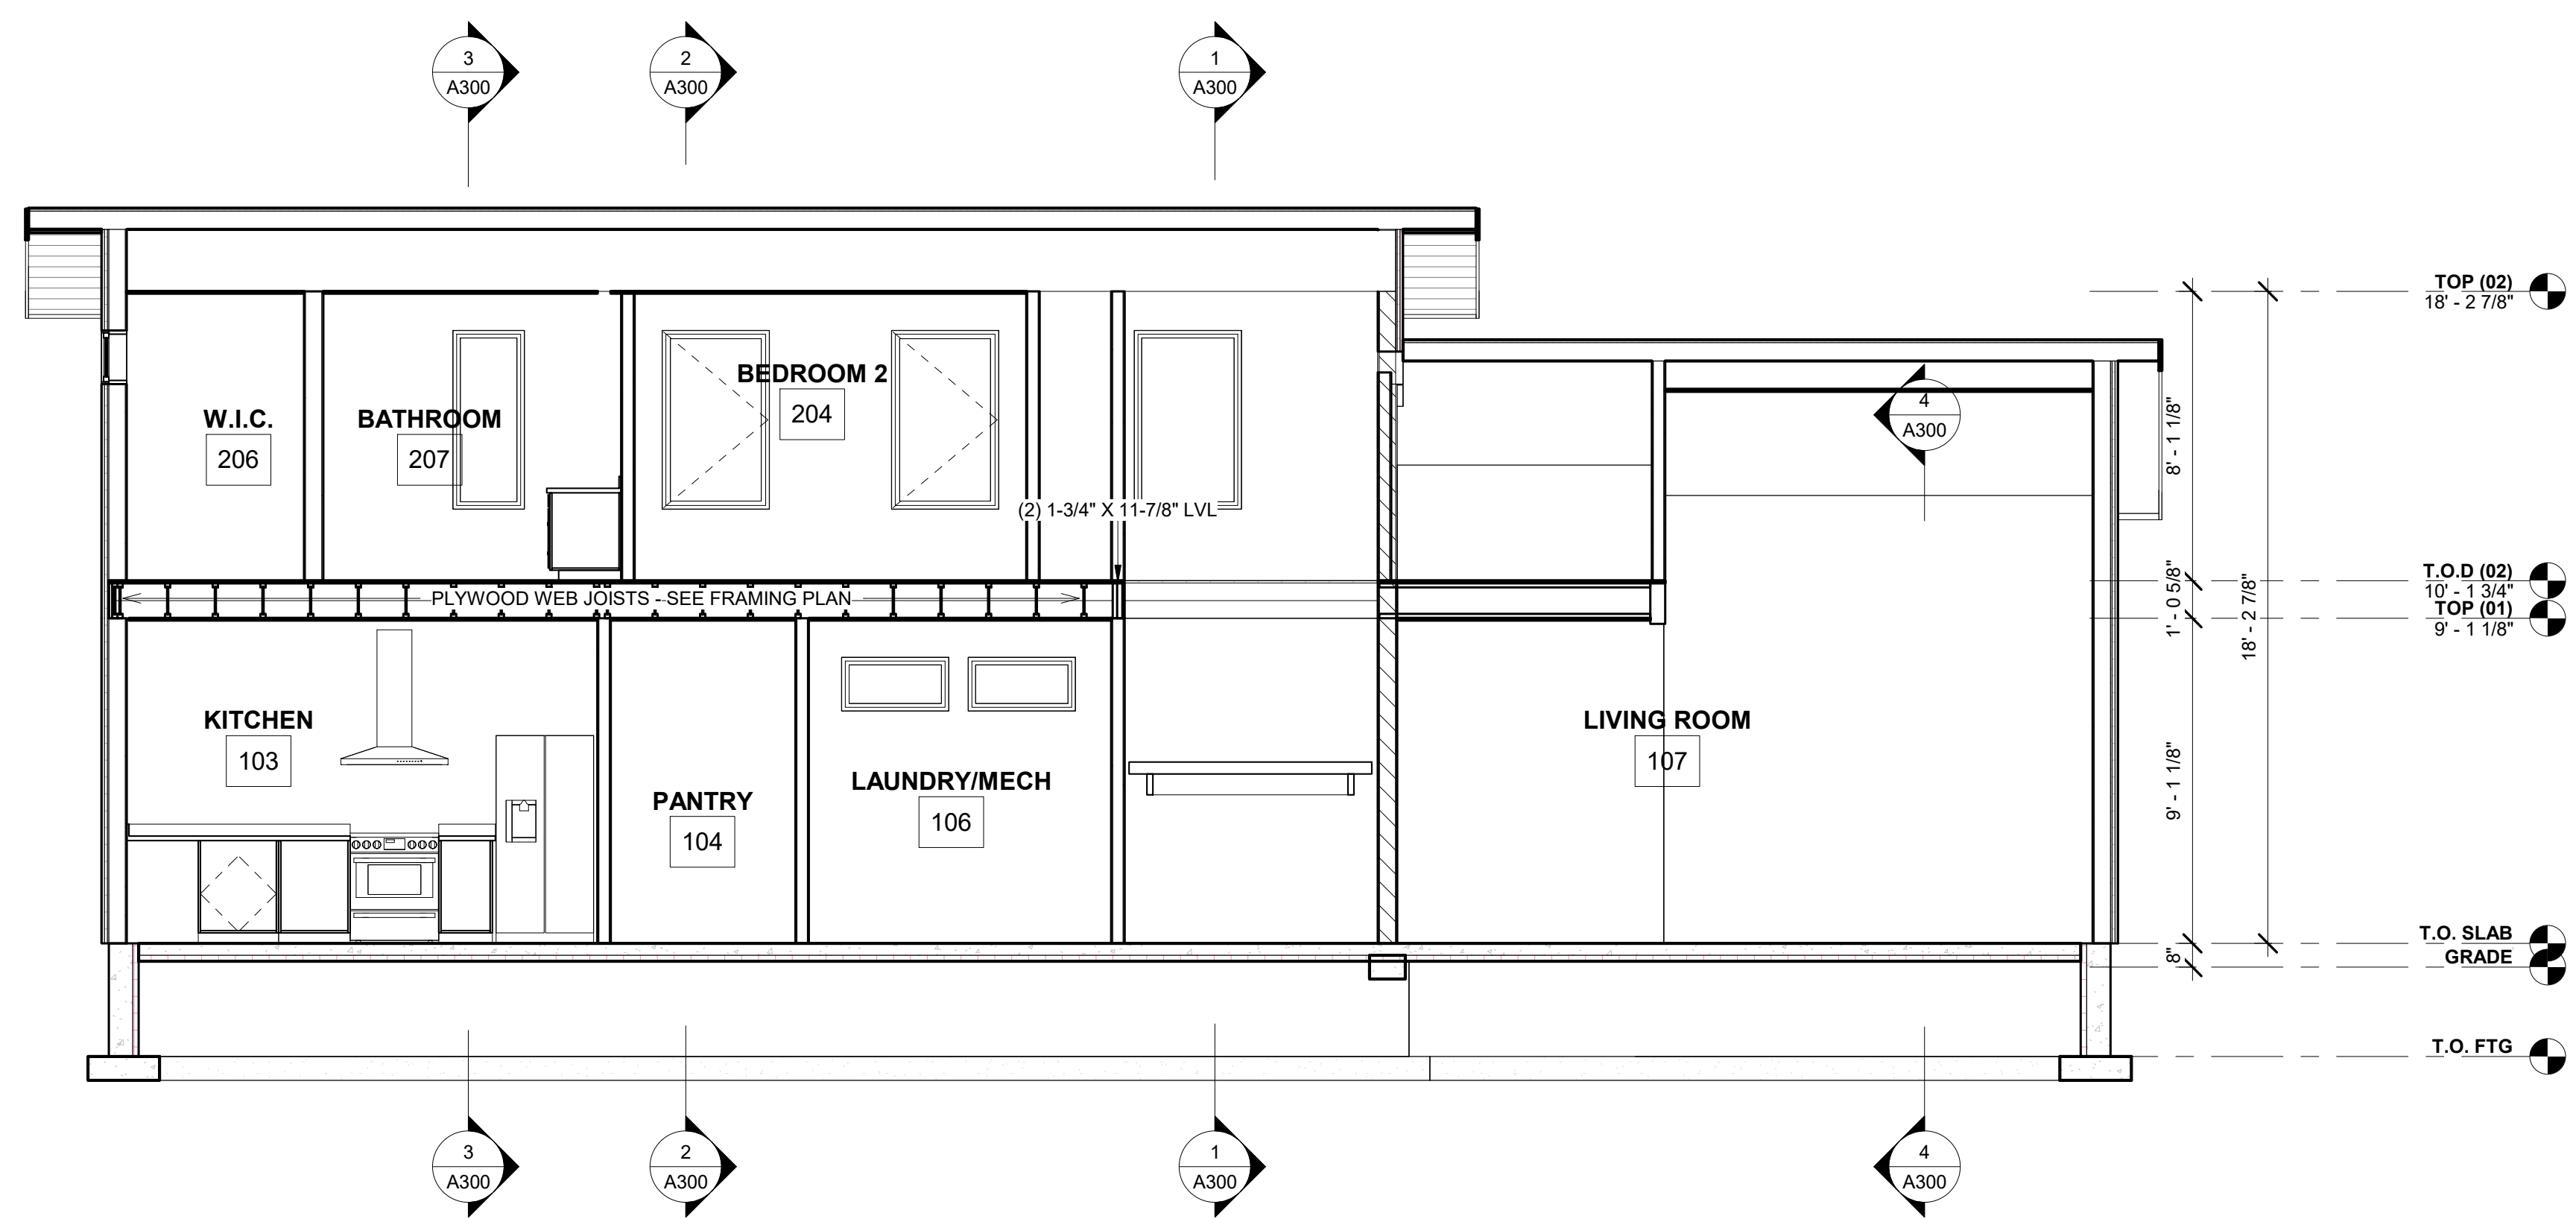 3
A300
2
A300
1
A300
TOP (02)
18' - 2 7/8"
4
A300
BEDROOM 2
204
W.I.C.
206
BATHROOM
207
8' - 1 1/8"
(2) 1-3/4" X 11-7/8" LVL
T.O.D (02)
10' - 1 3/4"
TOP (01)
9' - 1 1/8"
1' - 0 5/8"
18' - 2 7/8"
PLYWOOD WEB JOISTS - SEE FRAMING PLAN
KITCHEN
103
LIVING ROOM
107
LAUNDRY/MECH
106
PANTRY
104
9' - 1 1/8"
T.O. SLAB
GRADE
8"
T.O. FTG
3
A300
2
A300
1
A300
4
A300